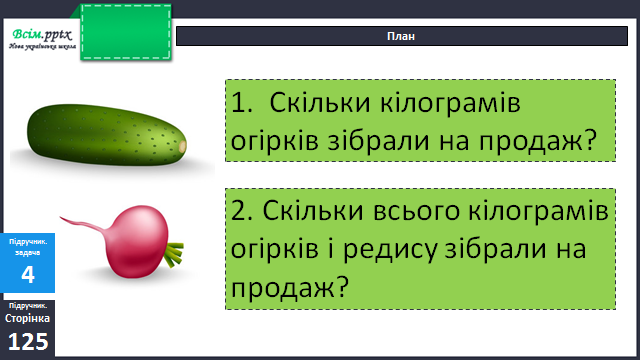 Всім.pptx
Нова українська школа
План
1. Скільки кілограмів
огірків зібрали на продаж?
2. Скільки всього кілограмів
огірків і редису зібрали на
продаж?
Підручник.
задача
4
Підручник.
Сторінка
125